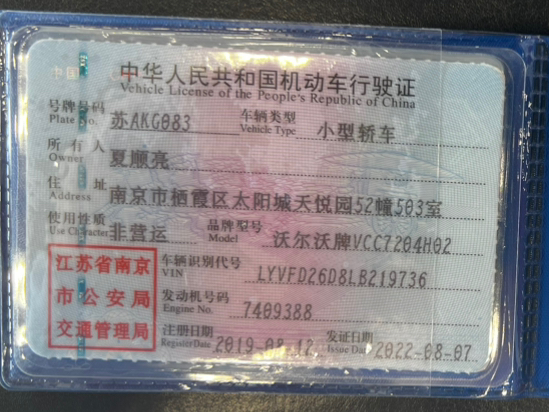 中华人民共和国机动车行驶证
Vehicle License of the People's Republic of China
号牌号码 Plate No. 苏AKG083 车辆类型 Vehicle Type 小型轿车
所有人 Owner 夏顺亮
住址 Address 南京市栖霞区太阳城天悦园52幢503室
使用性质 Use Character 非营运 品牌型号 Model 沃尔沃牌VCC7204H02
江苏省南京市公安局交通管理局
车辆识别代号 VIN LYVFD26D8LB219736
发动机号码 Engine No. 7409388
注册日期 Register Date 2019-08-12 发证日期 Issue Date 2022-08-07